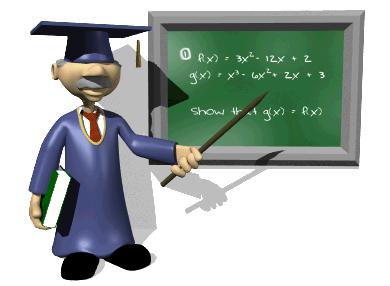 ① f(x) = 3x² - 12x + 2
g(x) = x³ - 6x² + 2x + 3
Show that g(x) = f(x)